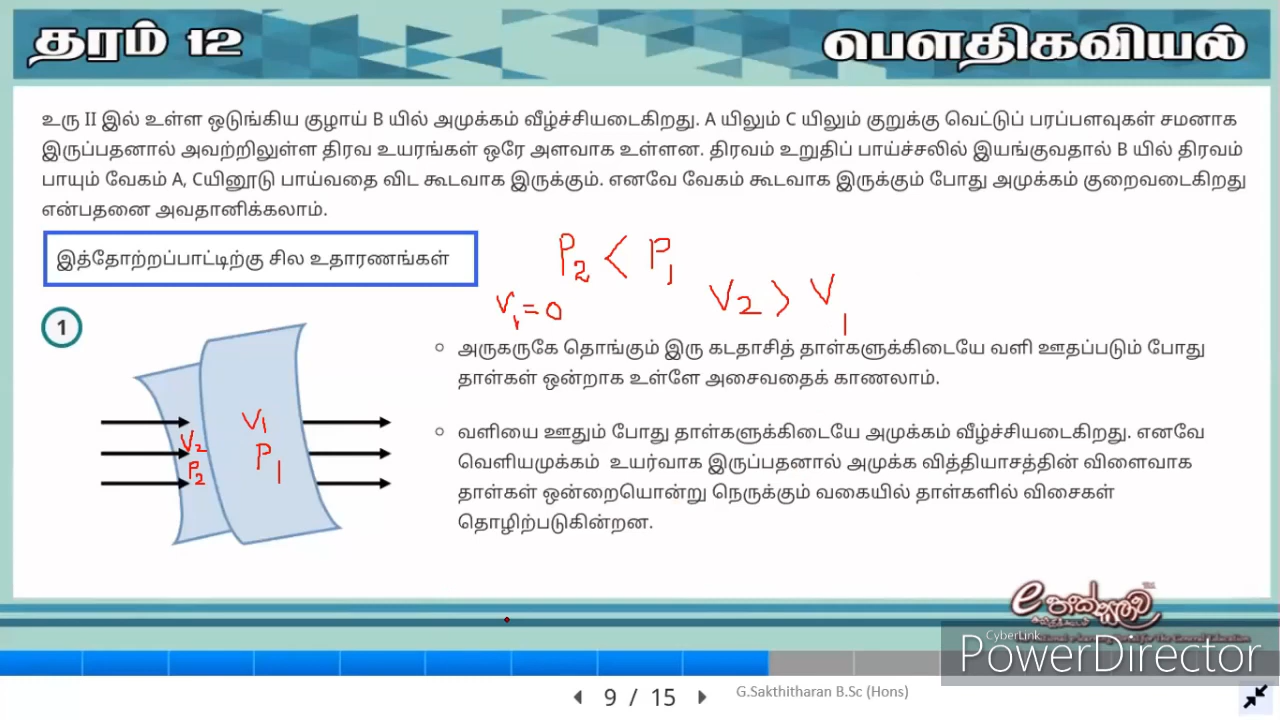 தரம் 12
பௌதிகவியல்
உரு II இல் உள்ள ஒடுங்கிய குழாய் B யில் அமுக்கம் வீழ்ச்சியடைகிறது. A யிலும் C யிலும் குறுக்கு வெட்டுப் பரப்பளவுகள் சமனாக
இருப்பதனால் அவற்றிலுள்ள திரவ உயரங்கள் ஒரே அளவாக உள்ளன. திரவம் உறுதிப் பாய்ச்சலில் இயங்குவதால் B யில் திரவம்
பாயும் வேகம் A, Cயினூடு பாய்வதை விட கூடவாக இருக்கும். எனவே வேகம் கூடவாக இருக்கும் போது அமுக்கம் குறைவடைகிறது
என்பதனை அவதானிக்கலாம்.
இத்தோற்றப்பாட்டிற்கு சில உதாரணங்கள்
P₂ < P₁
V₁ = 0
V₂ > V₁
1
V₂
P₂
V₁
P₁
அருகருகே தொங்கும் இரு கடதாசித் தாள்களுக்கிடையே வளி ஊதப்படும் போது
தாள்கள் ஒன்றாக உள்ளே அசைவதைக் காணலாம்.
வளியை ஊதும் போது தாள்களுக்கிடையே அமுக்கம் வீழ்ச்சியடைகிறது. எனவே
வெளியமுக்கம் உயர்வாக இருப்பதனால் அமுக்க வித்தியாசத்தின் விளைவாக
தாள்கள் ஒன்றையொன்று நெருக்கும் வகையில் தாள்களில் விசைகள்
தொழிற்படுகின்றன.
CyberLink
PowerDirector
9 / 15
G.Sakthitharan B.Sc (Hons)